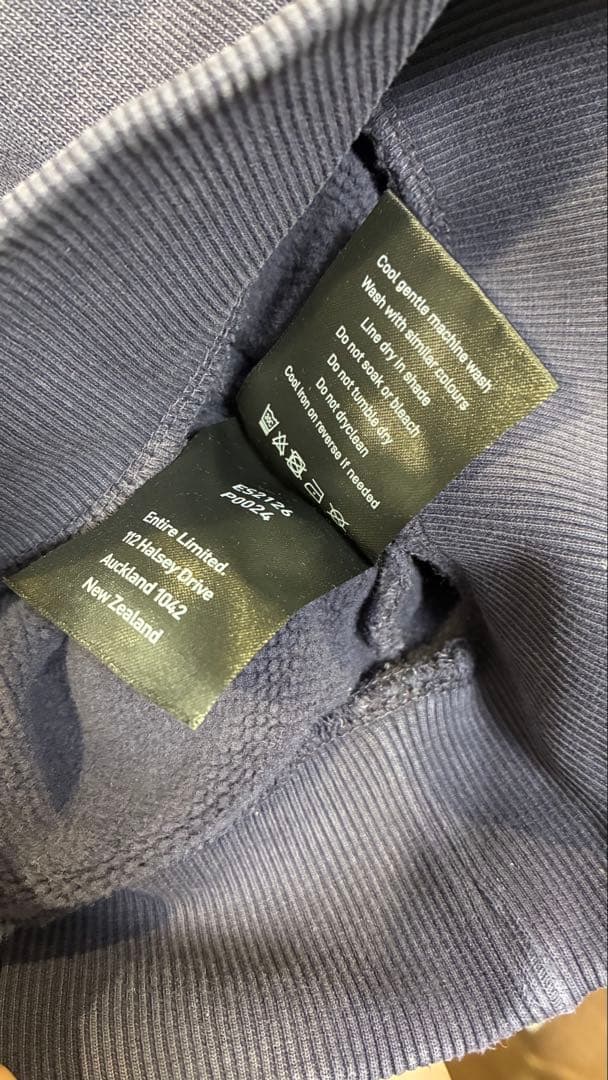 Cool gentle machine wash
Wash with similar colours
Line dry in shade
Do not soak or bleach
Do not tumble dry
Do not dryclean
Cool iron on reverse if needed
ES2126
P0024
Entire Limited
112 Halsey Drive
Auckland 1042
New Zealand